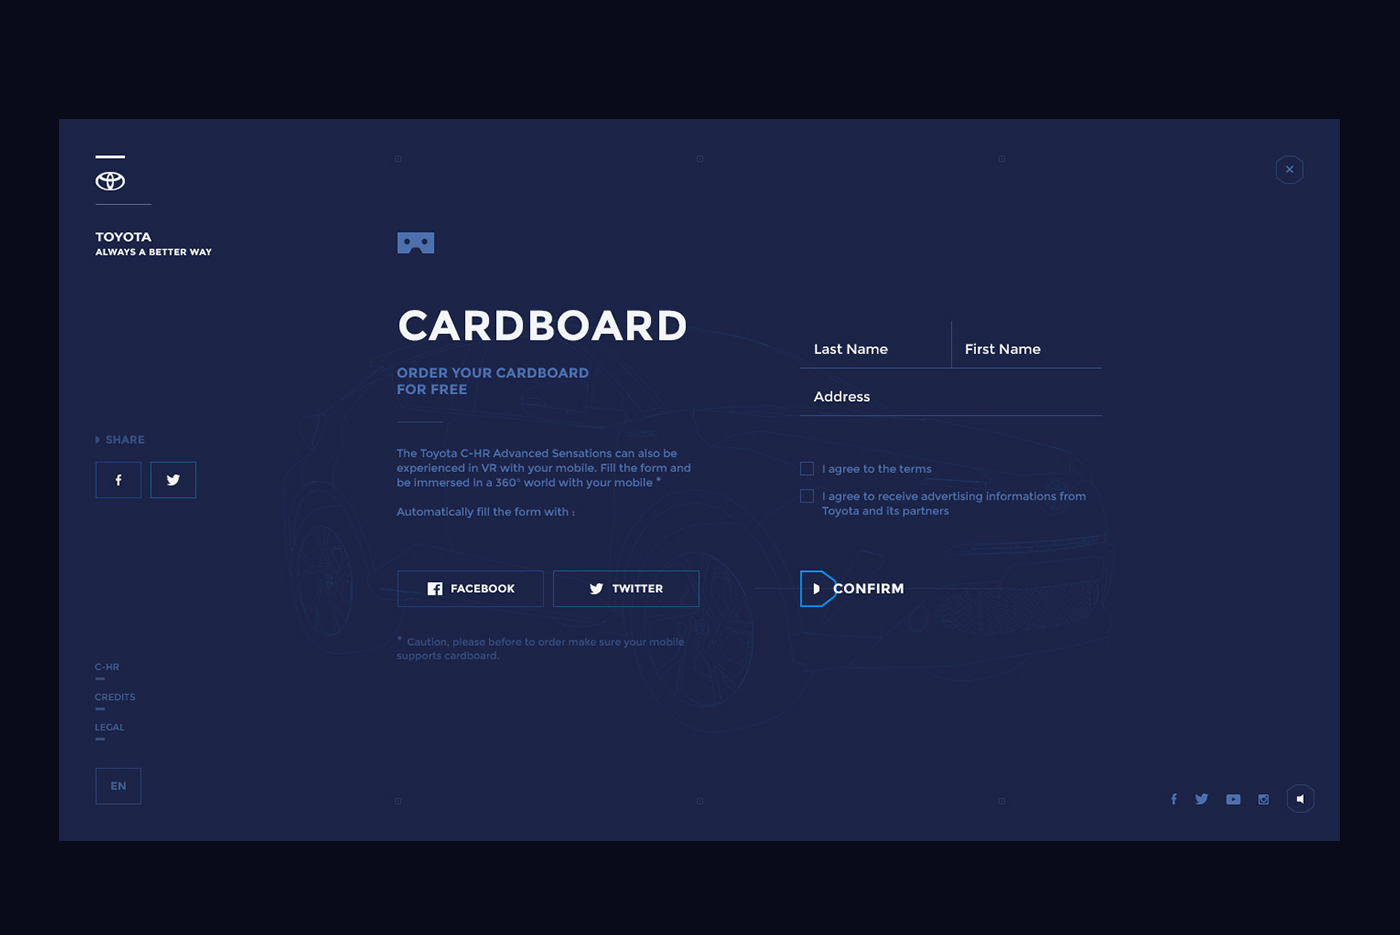 TOYOTA
ALWAYS A BETTER WAY
SHARE
C-HR
CREDITS
LEGAL
EN
CARDBOARD
ORDER YOUR CARDBOARD
FOR FREE
The Toyota C-HR Advanced Sensations can also be
experienced in VR with your mobile. Fill the form and
be immersed in a 360° world with your mobile *
Automatically fill the form with :
FACEBOOK
TWITTER
* Caution, please before to order make sure your mobile
supports cardboard.
Last Name
First Name
Address
I agree to the terms
I agree to receive advertising informations from
Toyota and its partners
CONFIRM